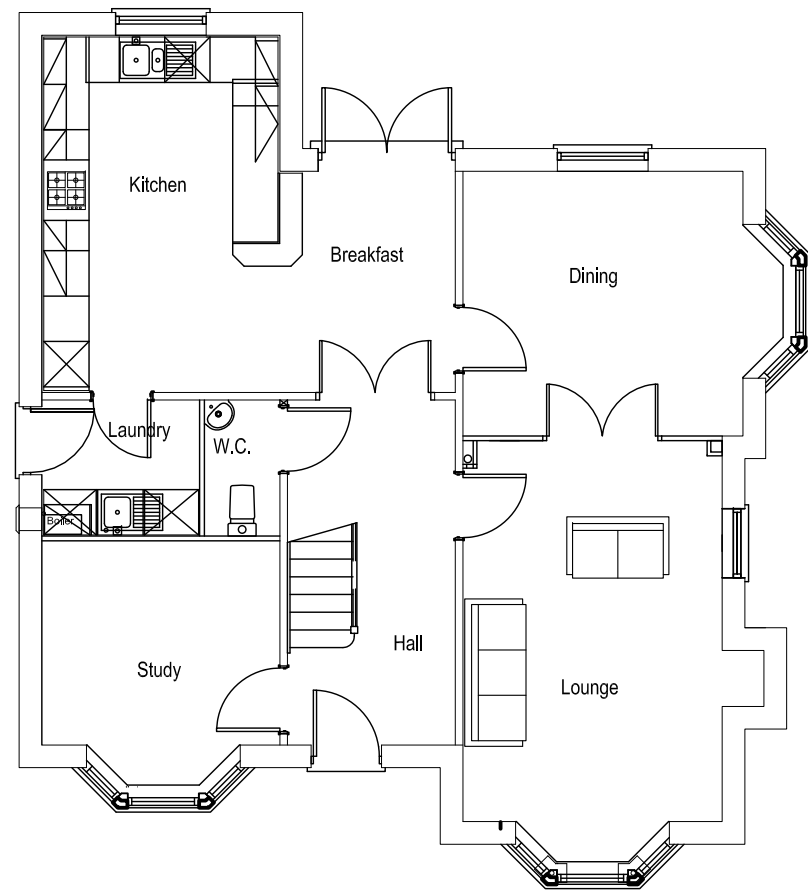 Kitchen
Breakfast
Dining
Laundry
W.C.
Boiler
Hall
Study
Lounge